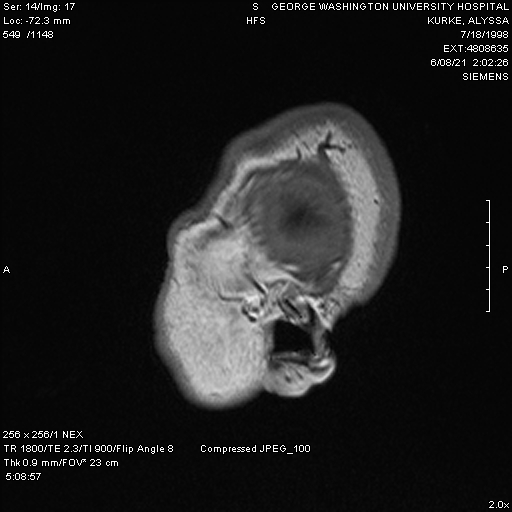 Ser: 14/Img: 17
Loc: -72.3 mm
549 /1148
S
HFS
GEORGE WASHINGTON UNIVERSITY HOSPITAL
KURKE, ALYSSA
7/18/1998
EXT:4808635
6/08/21 2:02:26
SIEMENS
A
P
256 x 256/1 NEX
TR 1800/TE 2.3/TI 900/Flip Angle 8
Compressed JPEG_100
Thk 0.9 mm/FOV* 23 cm
5:08:57
2.0x